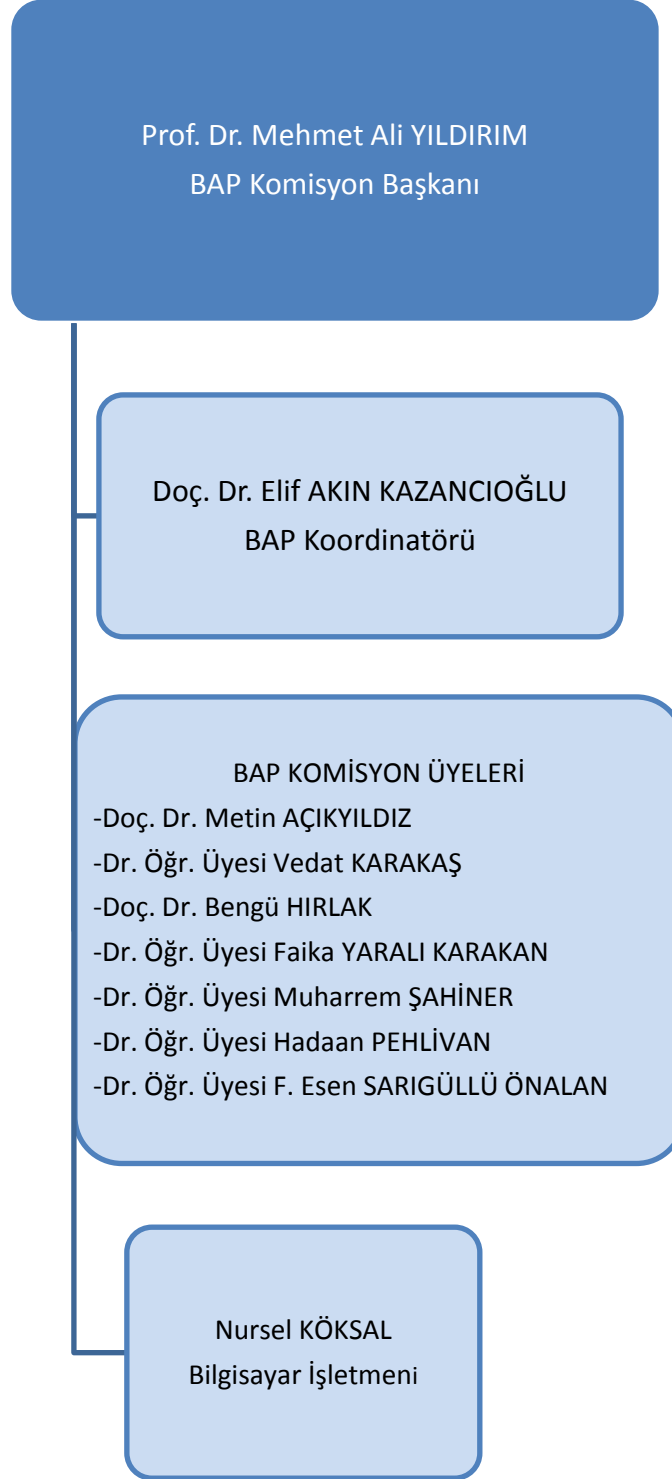 Prof. Dr. Mehmet Ali YILDIRIM
BAP Komisyon Başkanı
Doç. Dr. Elif AKIN KAZANCIOĞLU
BAP Koordinatörü
BAP KOMİSYON ÜYELERİ
-Doç. Dr. Metin AÇIKYILDIZ
-Dr. Öğr. Üyesi Vedat KARAKAŞ
-Doç. Dr. Bengü HIRLAK
-Dr. Öğr. Üyesi Faika YARALI KARAKAN
-Dr. Öğr. Üyesi Muharrem ŞAHİNER
-Dr. Öğr. Üyesi Hadaan PEHLİVAN
-Dr. Öğr. Üyesi F. Esen SARIGÜLLÜ ÖNALAN
Nursel KÖKSAL
Bilgisayar İşletmeni